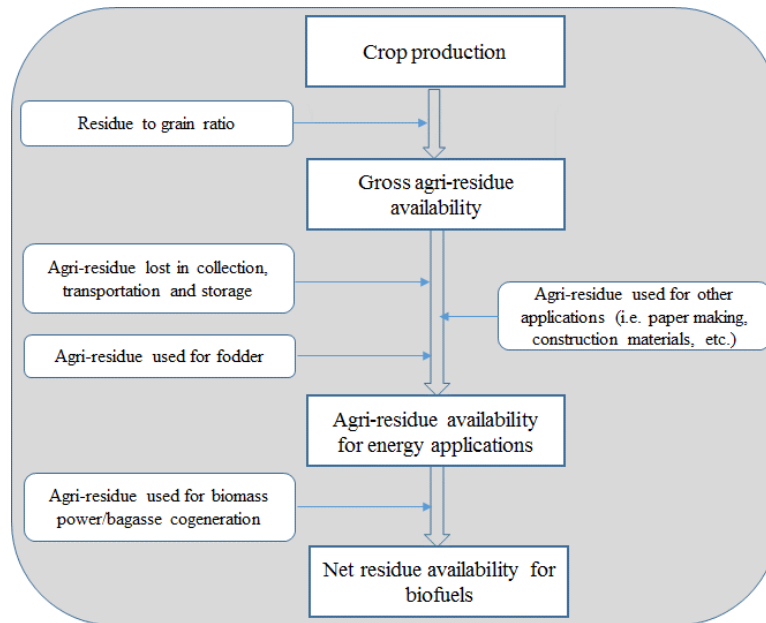 Crop production
Residue to grain ratio
Gross agri-residue
availability
Agri-residue lost in collection,
transportation and storage
Agri-residue used for other
applications (i.e. paper making,
construction materials, etc.)
Agri-residue used for fodder
Agri-residue availability
for energy applications
Agri-residue used for biomass
power/bagasse cogeneration
Net residue availability for
biofuels